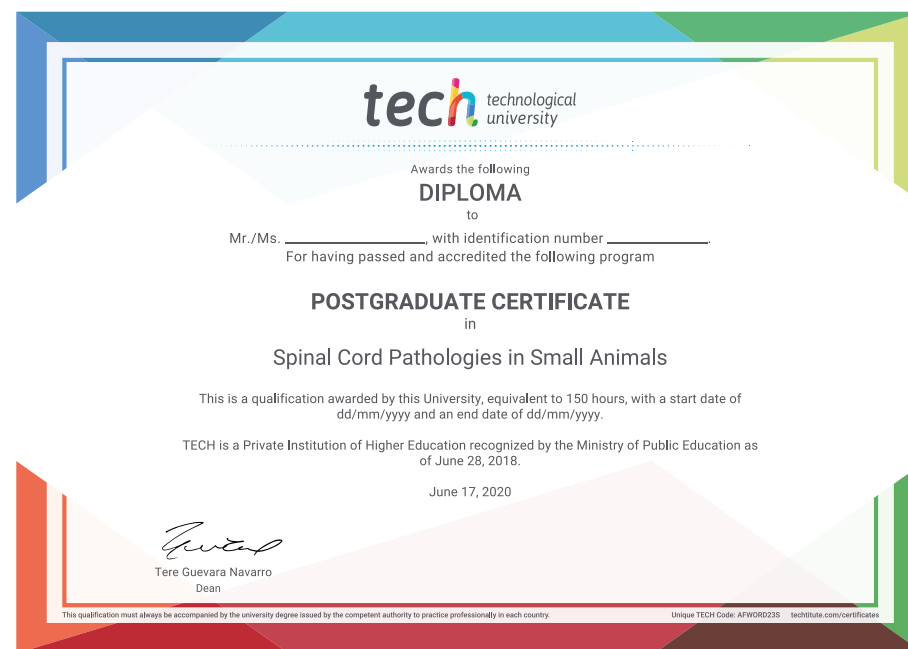 tech technological
university
Awards the following
DIPLOMA
to
Mr./Ms. ____________________, with identification number ______________.
For having passed and accredited the following program
POSTGRADUATE CERTIFICATE
in
Spinal Cord Pathologies in Small Animals
This is a qualification awarded by this University, equivalent to 150 hours, with a start date of
dd/mm/yyyy and an end date of dd/mm/yyyy.
TECH is a Private Institution of Higher Education recognized by the Ministry of Public Education as
of June 28, 2018.
June 17, 2020
Tere Guevara Navarro
Dean
This qualification must always be accompanied by the university degree issued by the competent authority to practice professionally in each country. Unique TECH Code: AFWORD23S techtitute.com/certificates